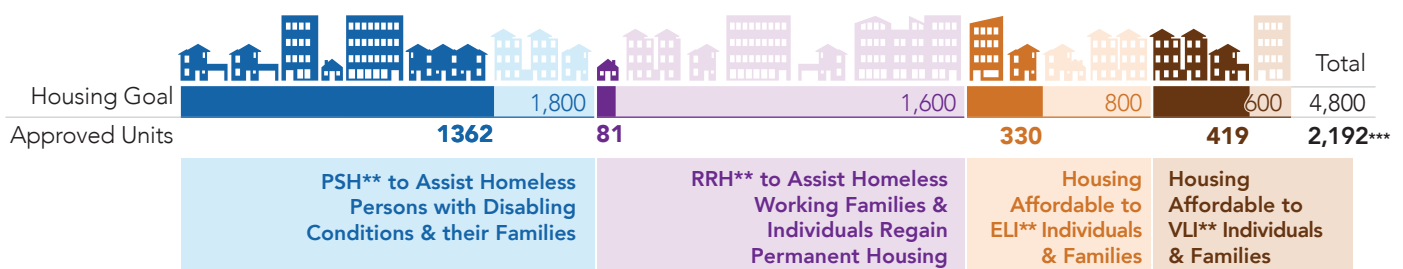 Total
Housing Goal 1,800 1,600 800 600 4,800
Approved Units 1362 81 330 419 2,192***
PSH** to Assist Homeless
Persons with Disabling
Conditions & their Families
RRH** to Assist Homeless
Working Families &
Individuals Regain
Permanent Housing
Housing
Affordable to
ELI** Individuals
& Families
Housing
Affordable to
VLI** Individuals
& Families